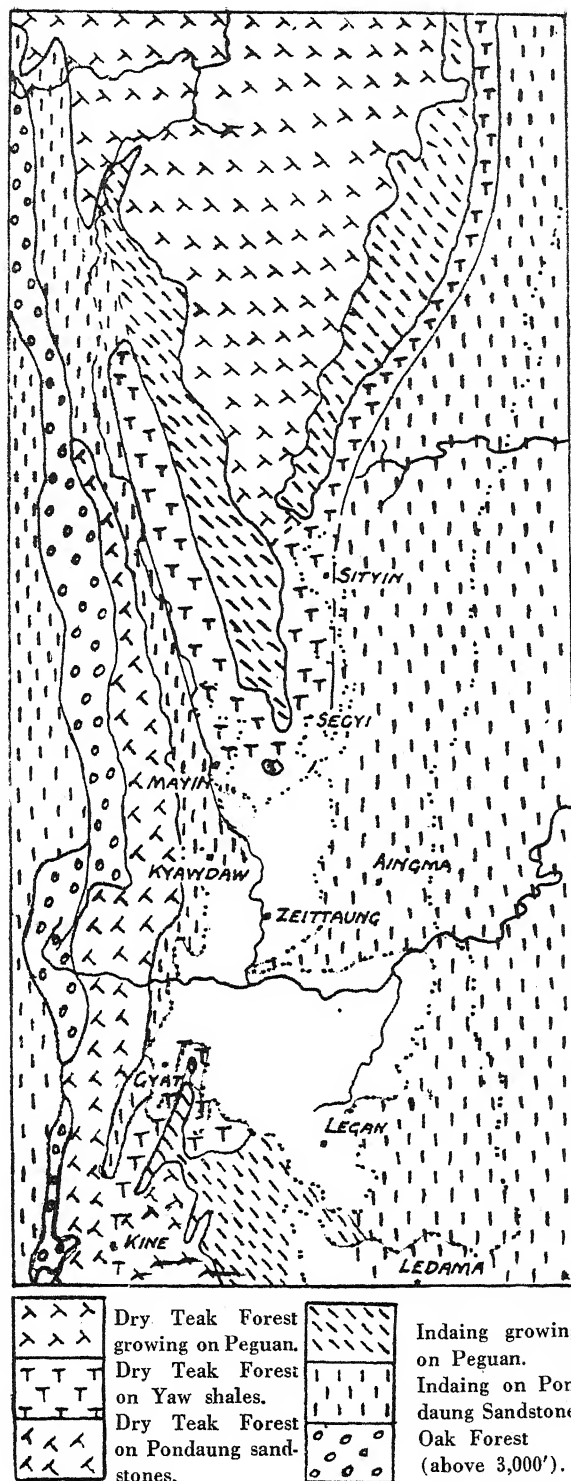 SITYIN
SEGYI
MAYIN
KYAWDAW
AINGMA
ZEITTAUNG
GYAT
LEGAN
KINE
LEDAMA
Dry Teak Forest
growing on Peguan.
Dry Teak Forest
on Yaw shales.
Dry Teak Forest
on Pondaung sand-
stones.
Indaing growin
on Peguan.
Indaing on Pon
daung Sandstone
Oak Forest
(above 3,000').